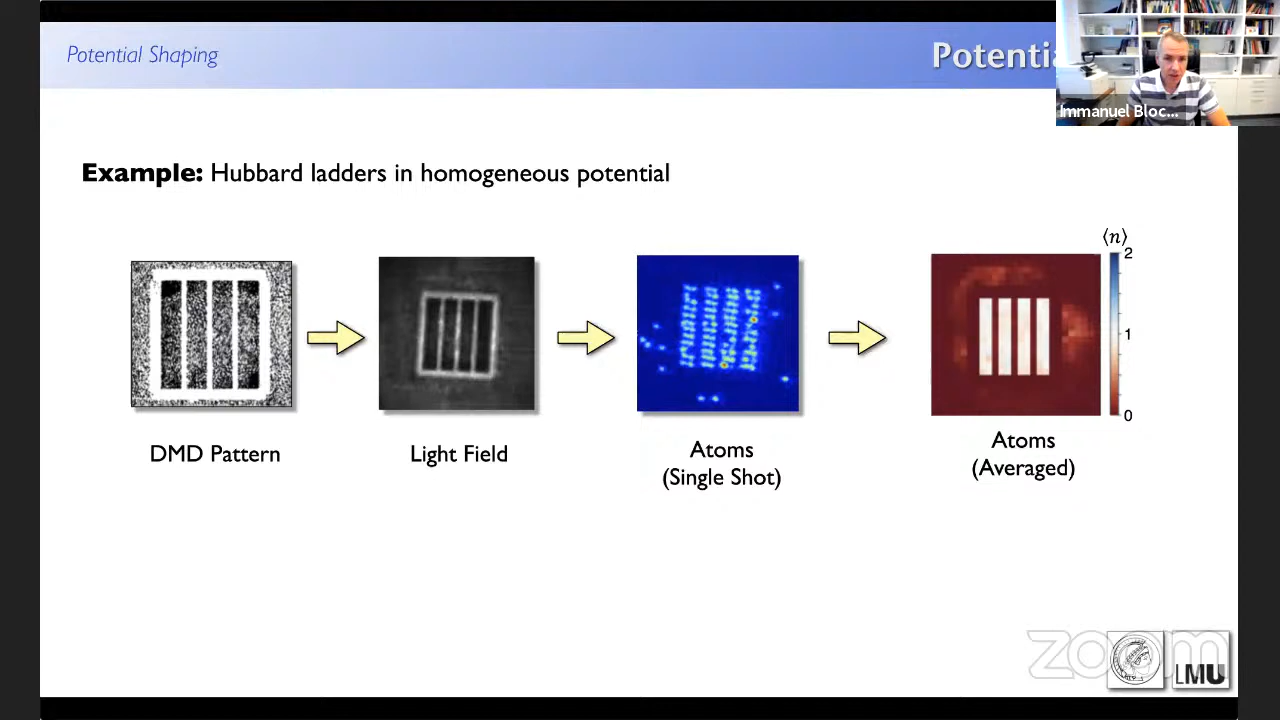 Potential Shaping
Potentia
Immanuel Bloc...
Example: Hubbard ladders in homogeneous potential
⟨n⟩
2
1
0
DMD Pattern
Light Field
Atoms
(Single Shot)
Atoms
(Averaged)
zoom
LMU